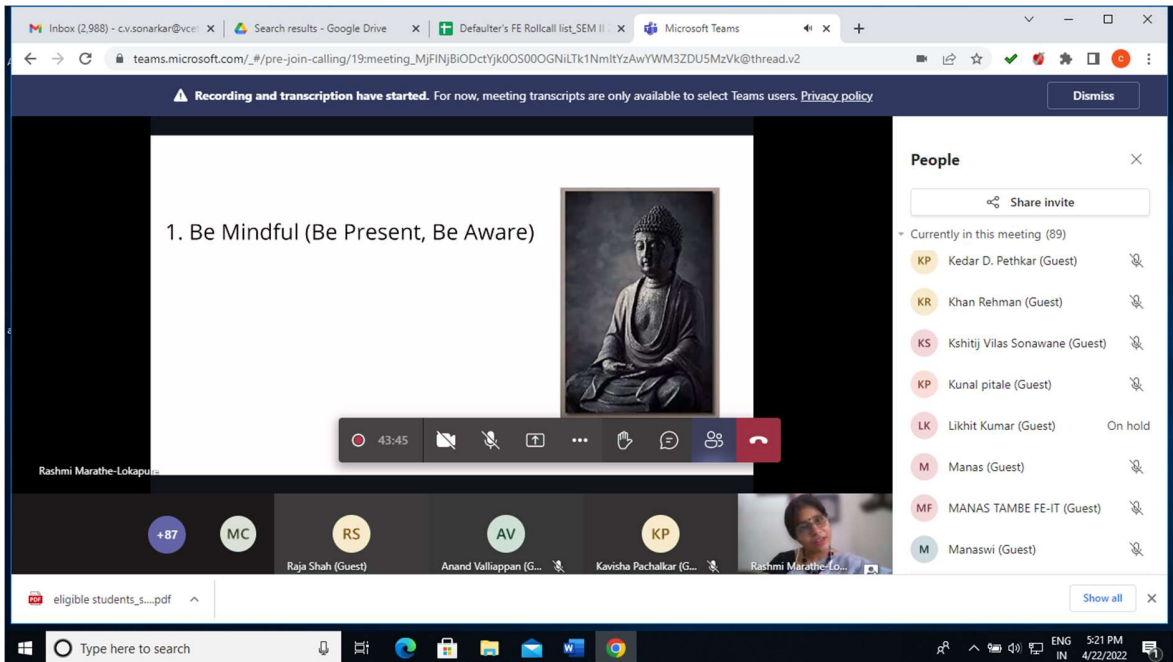 Inbox (2,988) - c.v.sonarkar@vce
Search results - Google Drive
Defaulter's FE Rollcall list_SEM II
Microsoft Teams
teams.microsoft.com/_#/pre-join-calling/19:meeting_MjFlNjBiODctYjk0OS00OGNiLTk1NmItYzAwYWM3ZDU5MzVk@thread.v2
C
Recording and transcription have started. For now, meeting transcripts are only available to select Teams users. Privacy policy
Dismiss
1. Be Mindful (Be Present, Be Aware)
43:45
Rashmi Marathe-Lokapure
+87
MC
RS
Raja Shah (Guest)
AV
Anand Valliappan (G...
KP
Kavisha Pachalkar (G...
Rashmi Marathe-Lo...
People
Share invite
Currently in this meeting (89)
KP Kedar D. Pethkar (Guest)
KR Khan Rehman (Guest)
KS Kshitij Vilas Sonawane (Guest)
KP Kunal pitale (Guest)
LK Likhit Kumar (Guest) On hold
M Manas (Guest)
MF MANAS TAMBE FE-IT (Guest)
M Manaswi (Guest)
PDF eligible students_s....pdf
Show all
Type here to search
ENG
IN
5:21 PM
4/22/2022
1